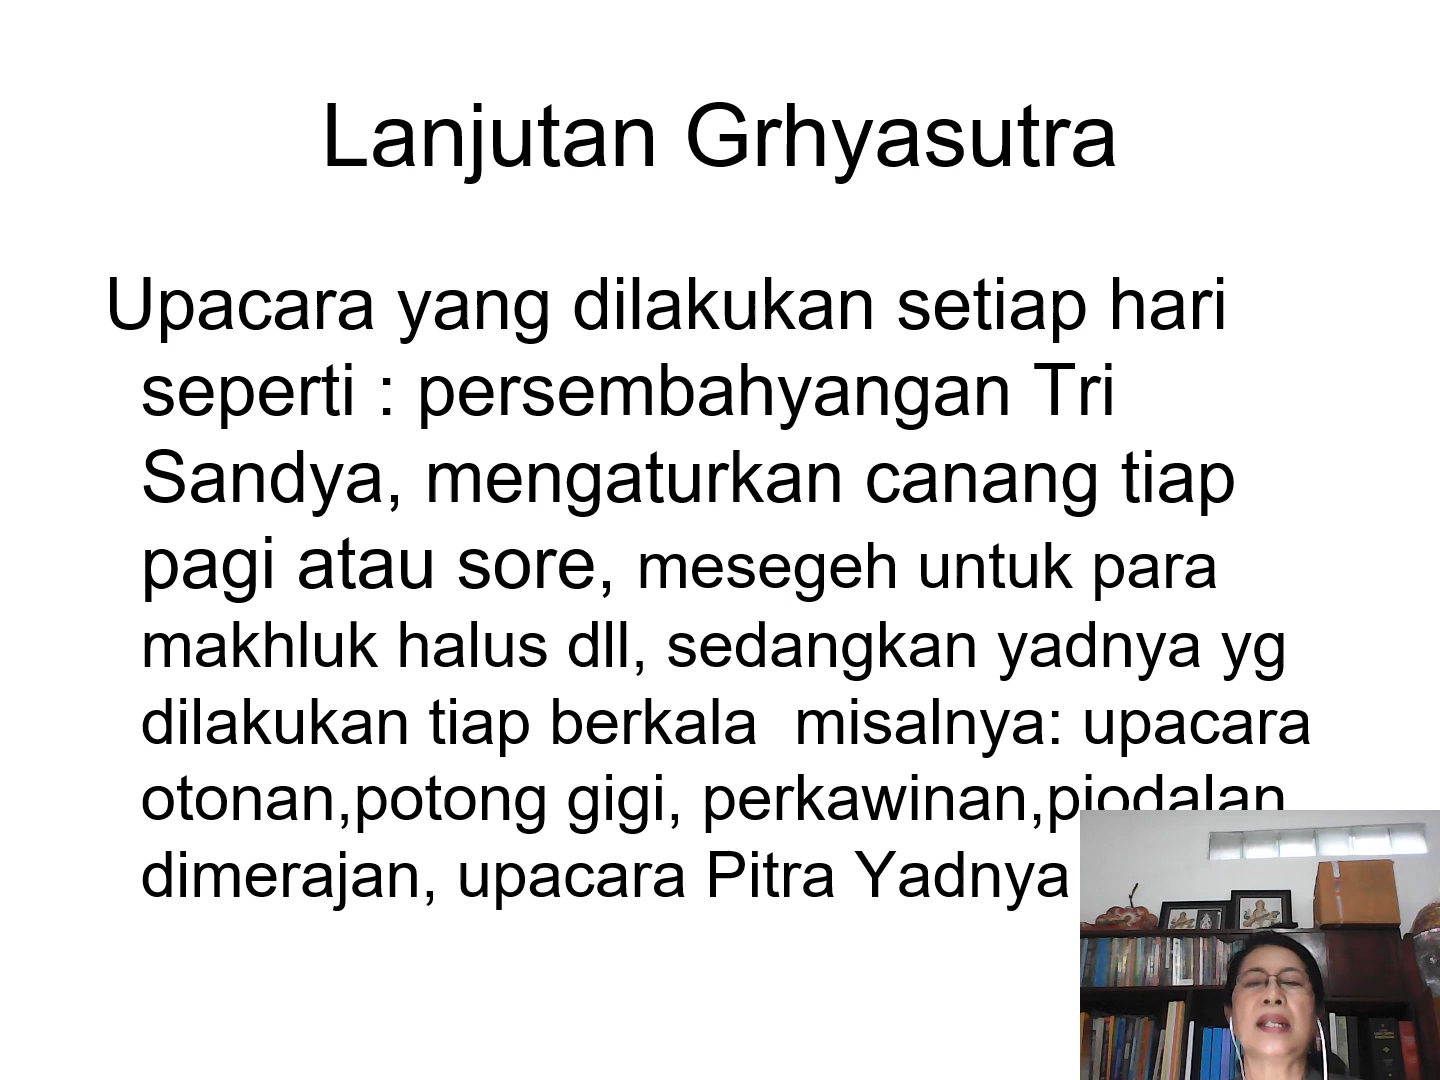 Lanjutan Grhyasutra
Upacara yang dilakukan setiap hari
seperti : persembahyangan Tri
Sandya, mengaturkan canang tiap
pagi atau sore, mesegeh untuk para
makhluk halus dll, sedangkan yadnya yg
dilakukan tiap berkala  misalnya: upacara
otonan,potong gigi, perkawinan,piodalan
dimerajan, upacara Pitra Yadnya